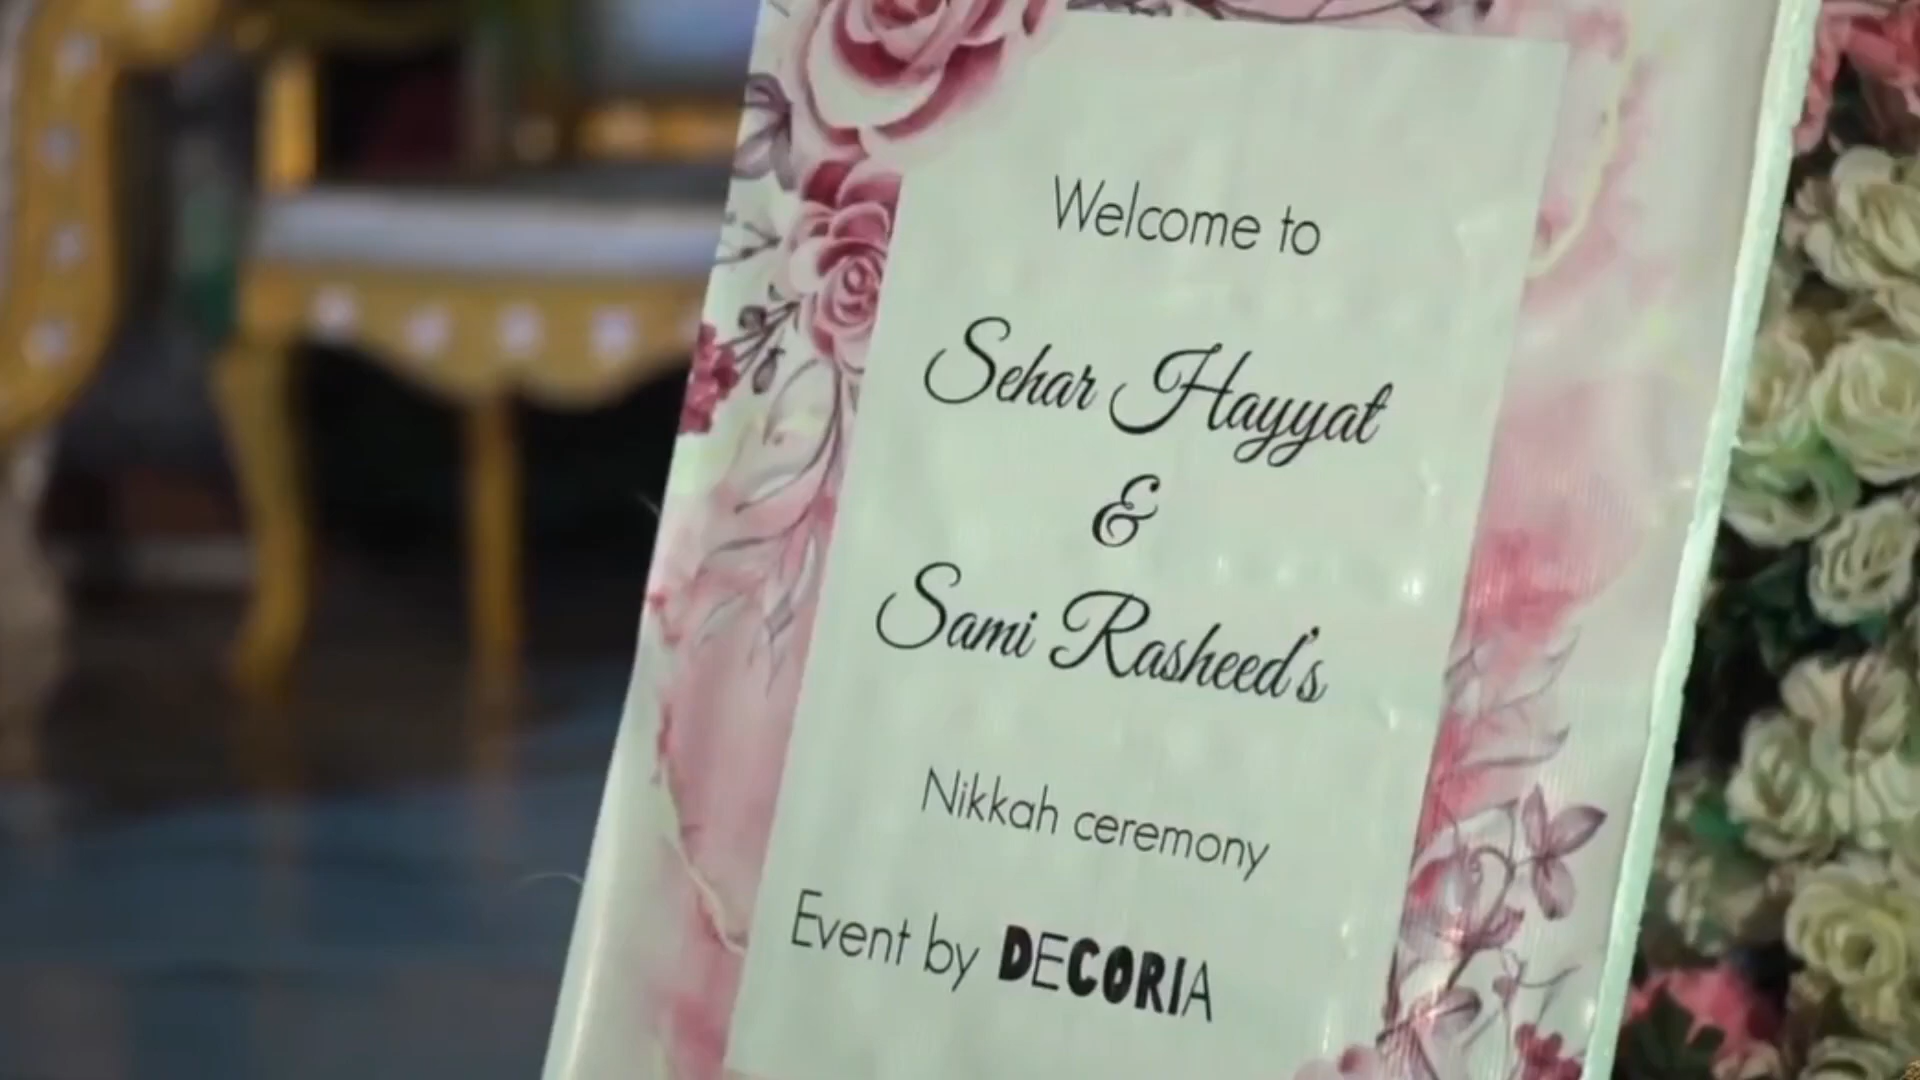 Welcome to
Sehar Hayyat
&
Sami Rasheed's
Nikkah ceremony
Event by DECORIA